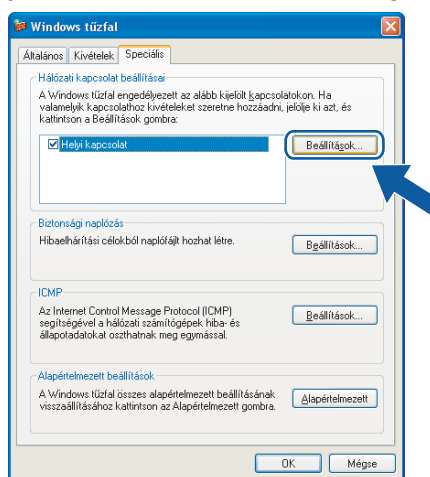 Windows tűzfal
Általános
Kivételek
Speciális
Hálózati kapcsolat beállításai
A Windows tűzfal engedélyezett az alább kijelölt kapcsolatokon. Ha
valamelyik kapcsolathoz kivételeket szeretne hozzáadni, jelölje ki azt, és
kattintson a Beállítások gombra:
Helyi kapcsolat
Beállítások...
Biztonsági naplózás
Hibaelhárítási célokból naplófájlt hozhat létre.
Beállítások...
ICMP
Az Internet Control Message Protocol (ICMP)
segítségével a hálózati számítógépek hiba- és
állapotadatokat oszthatnak meg egymással.
Beállítások...
Alapértelmezett beállítások
A Windows tűzfal összes alapértelmezett beállításának
visszaállításához kattintson az Alapértelmezett gombra.
Alapértelmezett
OK
Mégse